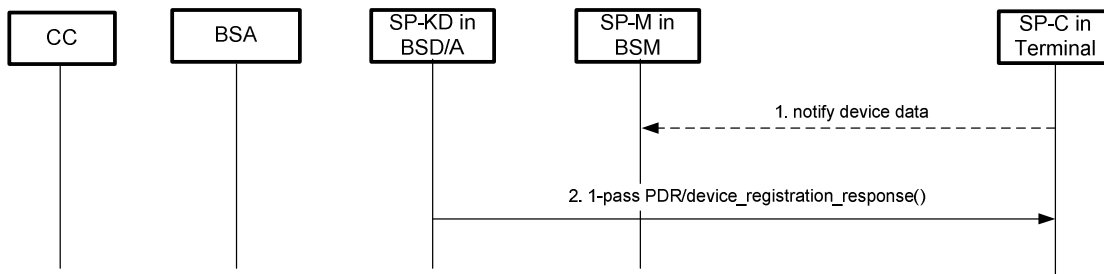 CC
BSA
SP-KD in
BSD/A
SP-M in
BSM
SP-C in
Terminal
1. notify device data
2. 1-pass PDR/device_registration_response()